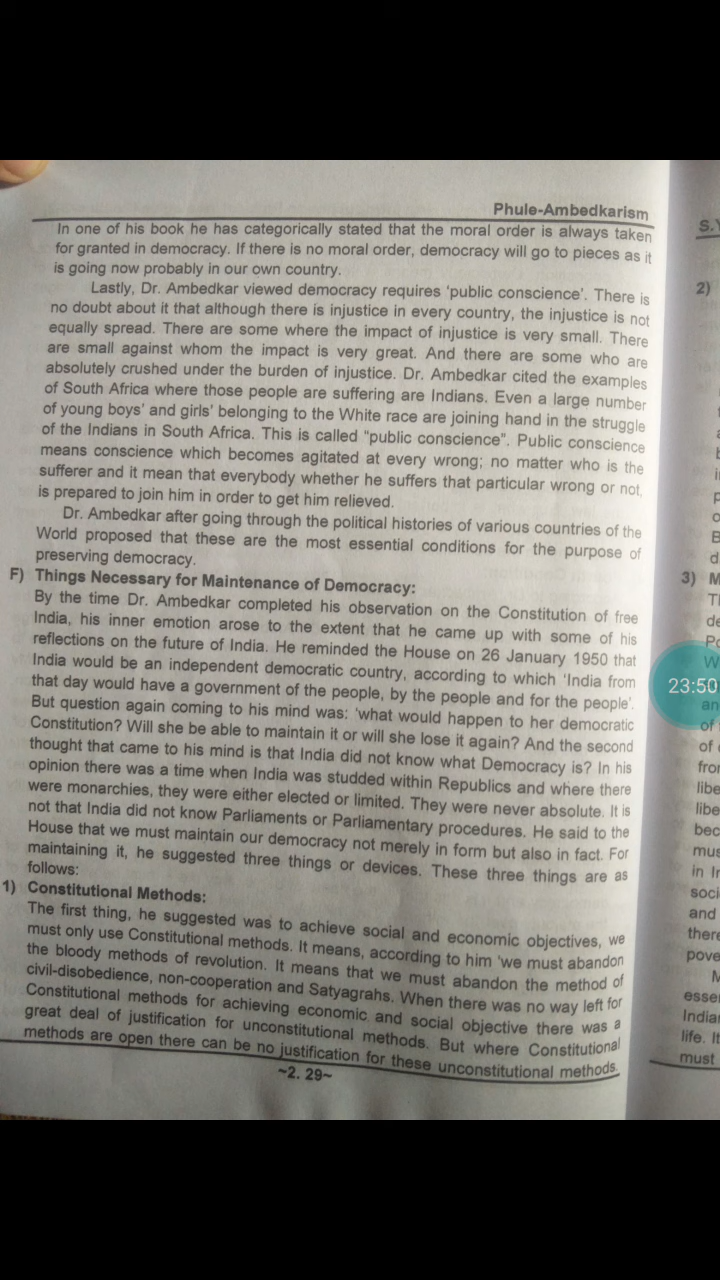 Phule-Ambedkarism
In one of his book he has categorically stated that the moral order is always taken
for granted in democracy. If there is no moral order, democracy will go to pieces as it
is going now probably in our own country.
Lastly, Dr. Ambedkar viewed democracy requires 'public conscience'. There is
no doubt about it that although there is injustice in every country, the injustice is not
equally spread. There are some where the impact of injustice is very small. There
are small against whom the impact is very great. And there are some who are
absolutely crushed under the burden of injustice. Dr. Ambedkar cited the examples
of South Africa where those people are suffering are Indians. Even a large number
of young boys' and girls' belonging to the White race are joining hand in the struggle
of the Indians in South Africa. This is called "public conscience". Public conscience
means conscience which becomes agitated at every wrong; no matter who is the
sufferer and it mean that everybody whether he suffers that particular wrong or not,
is prepared to join him in order to get him relieved.
Dr. Ambedkar after going through the political histories of various countries of the
World proposed that these are the most essential conditions for the purpose of
preserving democracy.
F) Things Necessary for Maintenance of Democracy:
By the time Dr. Ambedkar completed his observation on the Constitution of free
India, his inner emotion arose to the extent that he came up with some of his
reflections on the future of India. He reminded the House on 26 January 1950 that
India would be an independent democratic country, according to which 'India from
that day would have a government of the people, by the people and for the people'.
But question again coming to his mind was: 'what would happen to her democratic
Constitution? Will she be able to maintain it or will she lose it again? And the second
thought that came to his mind is that India did not know what Democracy is? In his
opinion there was a time when India was studded within Republics and where there
were monarchies, they were either elected or limited. They were never absolute. It is
not that India did not know Parliaments or Parliamentary procedures. He said to the
House that we must maintain our democracy not merely in form but also in fact. For
maintaining it, he suggested three things or devices. These three things are as
follows:
1) Constitutional Methods:
The first thing, he suggested was to achieve social and economic objectives, we
must only use Constitutional methods. It means, according to him 'we must abandon
the bloody methods of revolution. It means that we must abandon the method of
civil-disobedience, non-cooperation and Satyagrahs. When there was no way left for
Constitutional methods for achieving economic and social objective there was a
great deal of justification for unconstitutional methods. But where Constitutional
methods are open there can be no justification for these unconstitutional methods.
~2. 29~
2)
3)
23:50
of
from
libe
libe
bec
mus
in In
soci
and
there
pove
esse
India
life. It
must